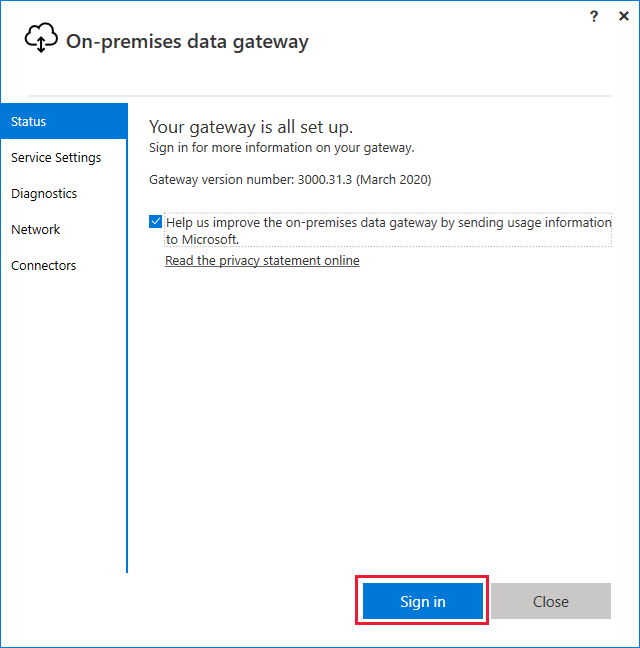 ? ×
On-premises data gateway
Status
Service Settings
Diagnostics
Network
Connectors
Your gateway is all set up.
Sign in for more information on your gateway.
Gateway version number: 3000.31.3 (March 2020)
Help us improve the on-premises data gateway by sending usage information
to Microsoft.
Read the privacy statement online
Sign in
Close